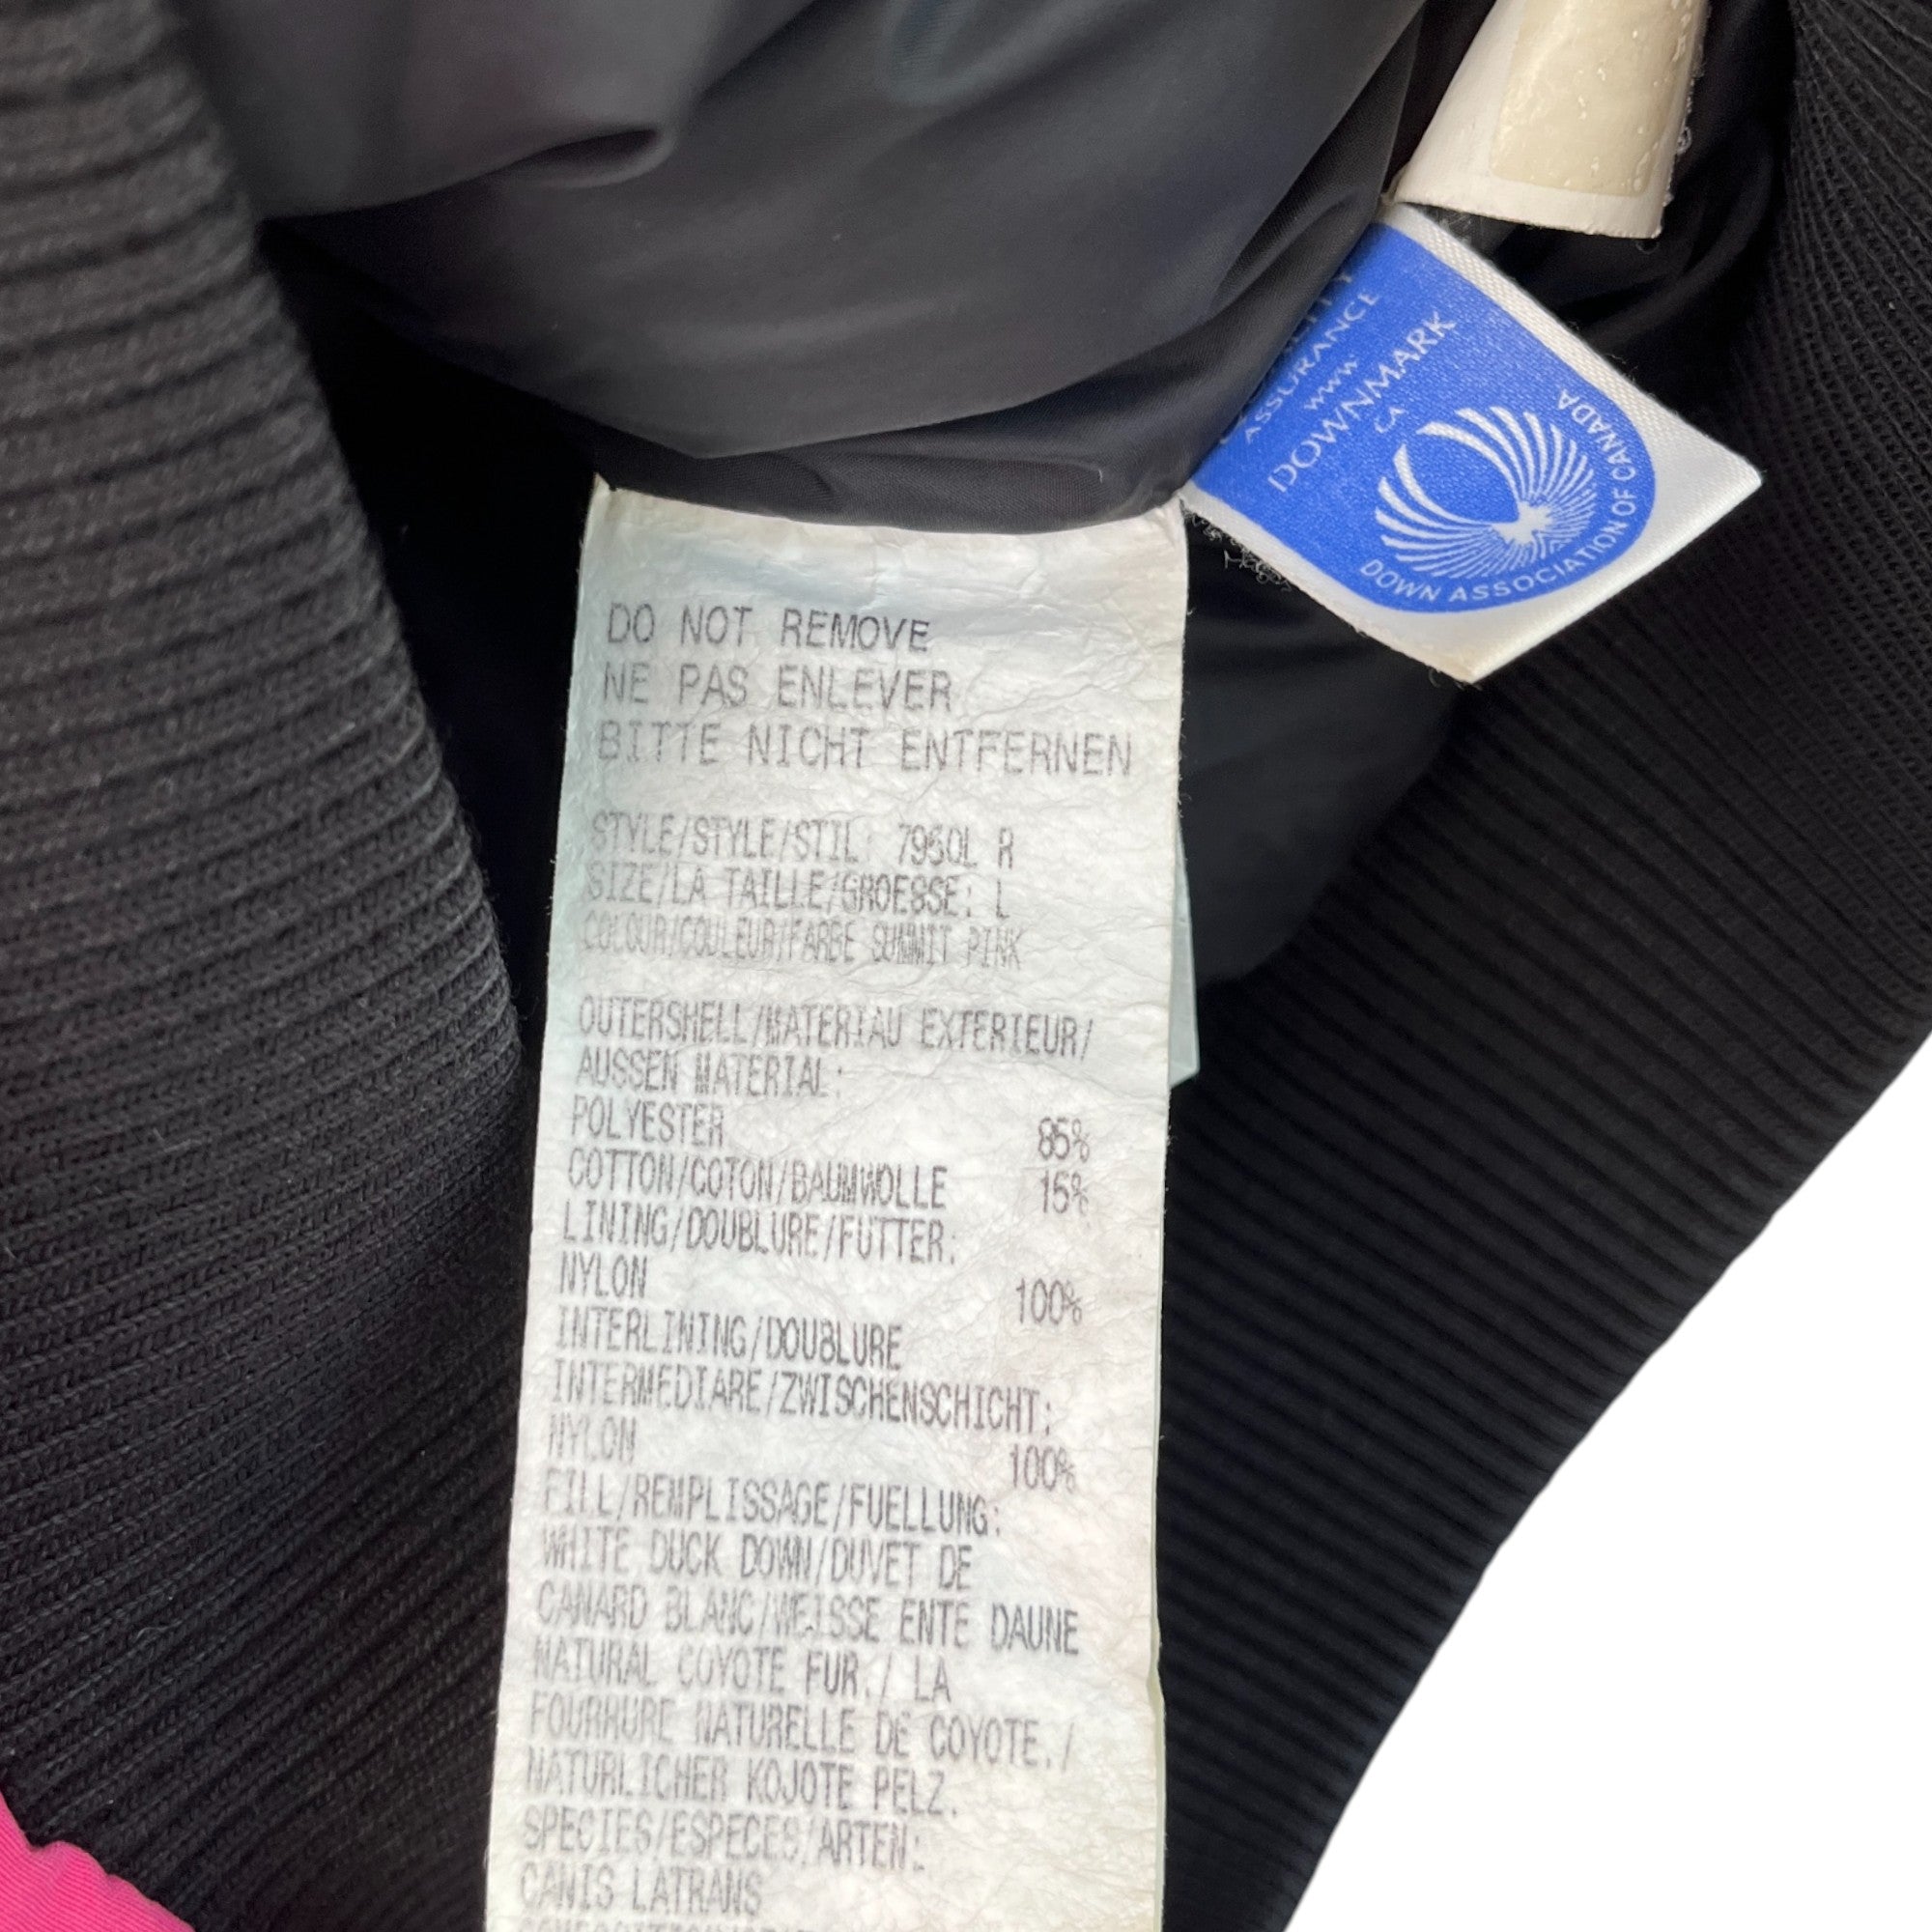 DO NOT REMOVE
NE PAS ENLEVER
BITTE NICHT ENTFERNEN
STYLE/STYLE/STIL: 7950L R
SIZE/LA TAILLE/GROESSE: L
COLOUR/COULEUR/FARBE SUMMIT PINK
OUTERSHELL/MATERIAU EXTERIEUR/
AUSSEN MATERIAL:
POLYESTER 85%
COTTON/COTON/BAUMWOLLE 15%
LINING/DOUBLURE/FUTTER:
NYLON 100%
INTERLINING/DOUBLURE
INTERMEDIARE/ZWISCHENSCHICHT:
NYLON 100%
FILL/REMPLISSAGE/FUELLUNG:
WHITE DUCK DOWN/DUVET DE
CANARD BLANC/WEISSE ENTE DAUNE
NATURAL COYOTE FUR./ LA
FOURRURE NATURELLE DE COYOTE./
NATURLICHER KOJOTE PELZ.
SPECIES/ESPECES/ARTEN:
CANIS LATRANS
ASSURANCE
www
DOWNMARK
CA
DOWN ASSOCIATION OF CANADA